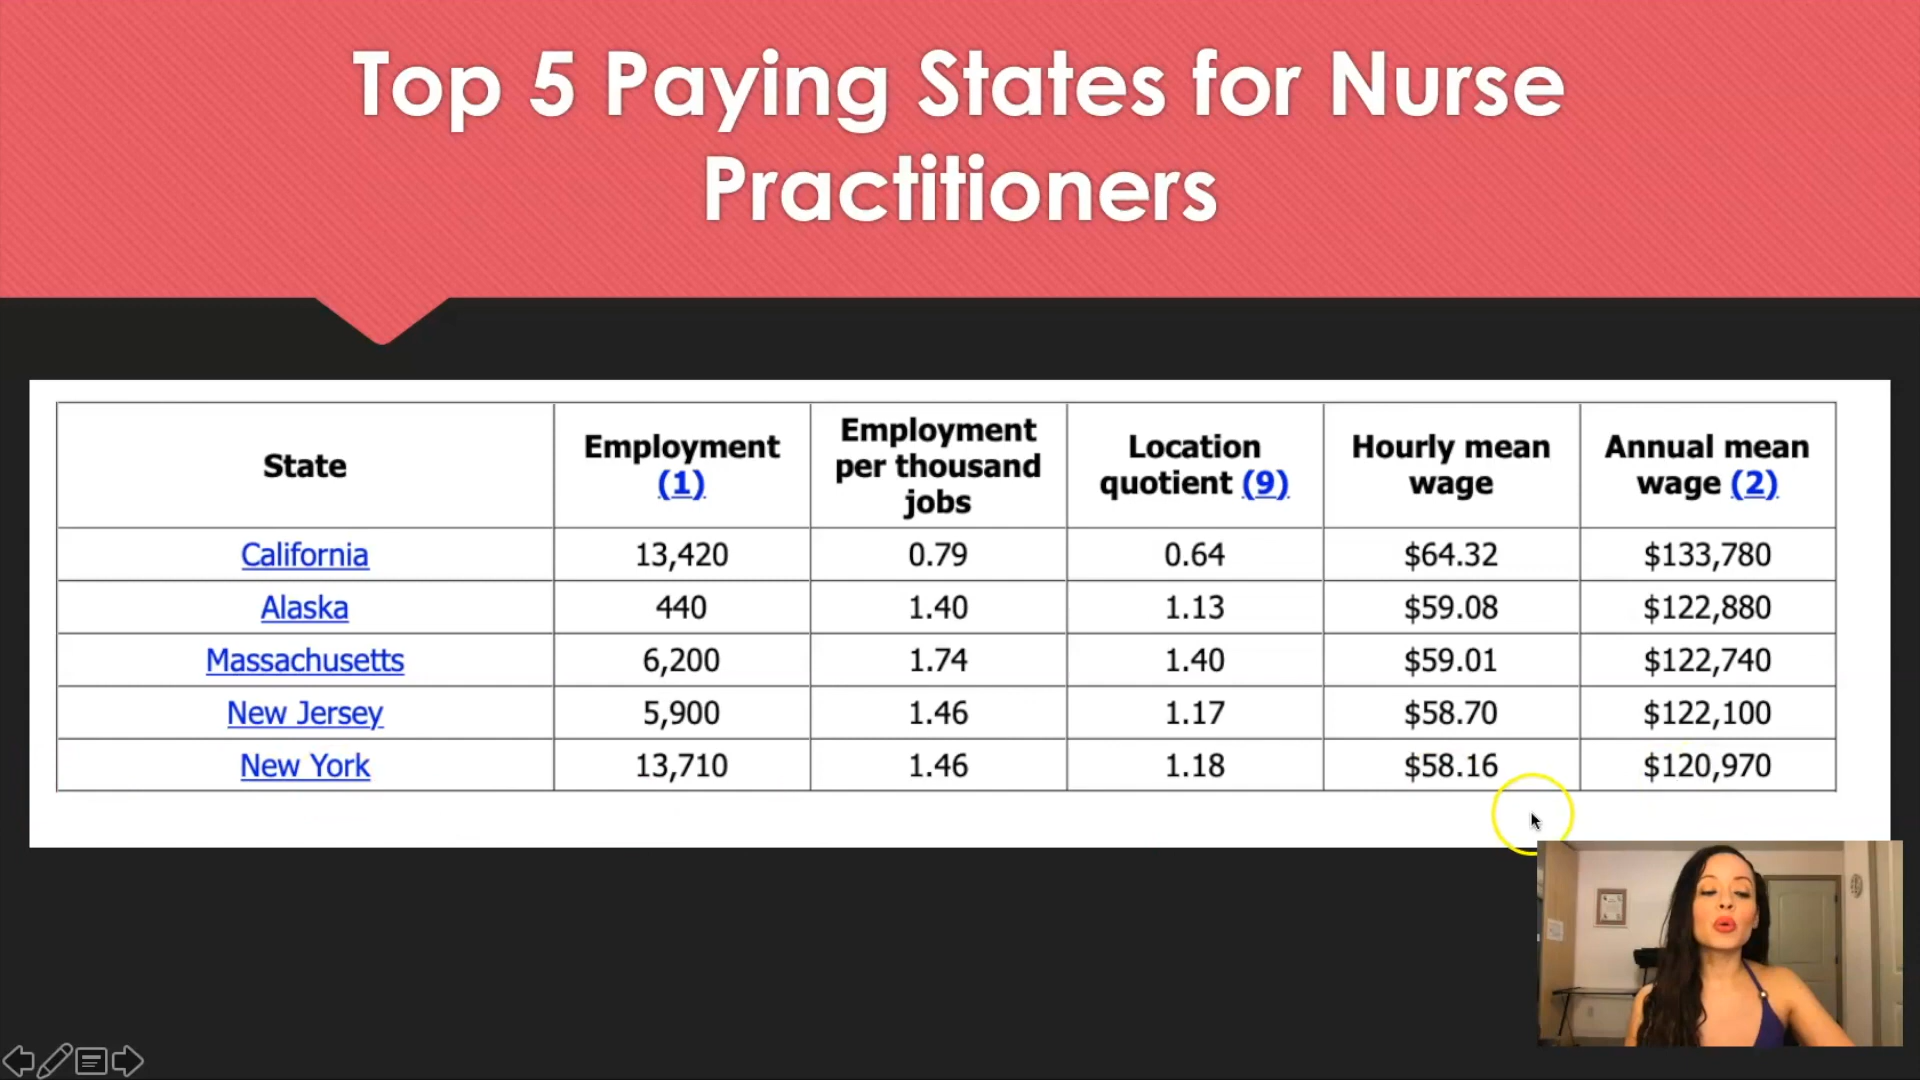 Top 5 Paying States for Nurse
Practitioners
State
Employment
(1)
Employment
per thousand
jobs
Location
quotient (9)
Hourly mean
wage
Annual mean
wage (2)
California 13,420 0.79 0.64 $64.32 $133,780
Alaska 440 1.40 1.13 $59.08 $122,880
Massachusetts 6,200 1.74 1.40 $59.01 $122,740
New Jersey 5,900 1.46 1.17 $58.70 $122,100
New York 13,710 1.46 1.18 $58.16 $120,970